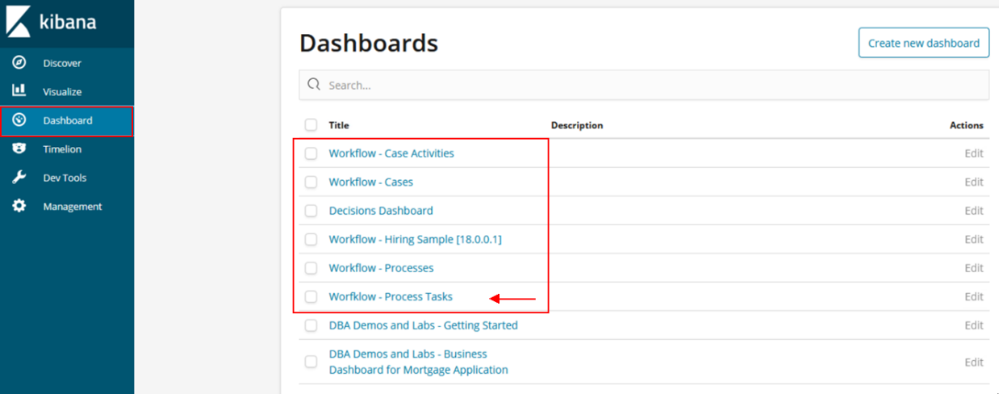 kibana
Discover
Visualize
Dashboard
Timelion
Dev Tools
Management
Dashboards
Create new dashboard
Search...
Title Description Actions
Workflow - Case Activities Edit
Workflow - Cases Edit
Decisions Dashboard Edit
Workflow - Hiring Sample [18.0.0.1] Edit
Workflow - Processes Edit
Worfklow - Process Tasks Edit
DBA Demos and Labs - Getting Started Edit
DBA Demos and Labs - Business
Dashboard for Mortgage Application Edit